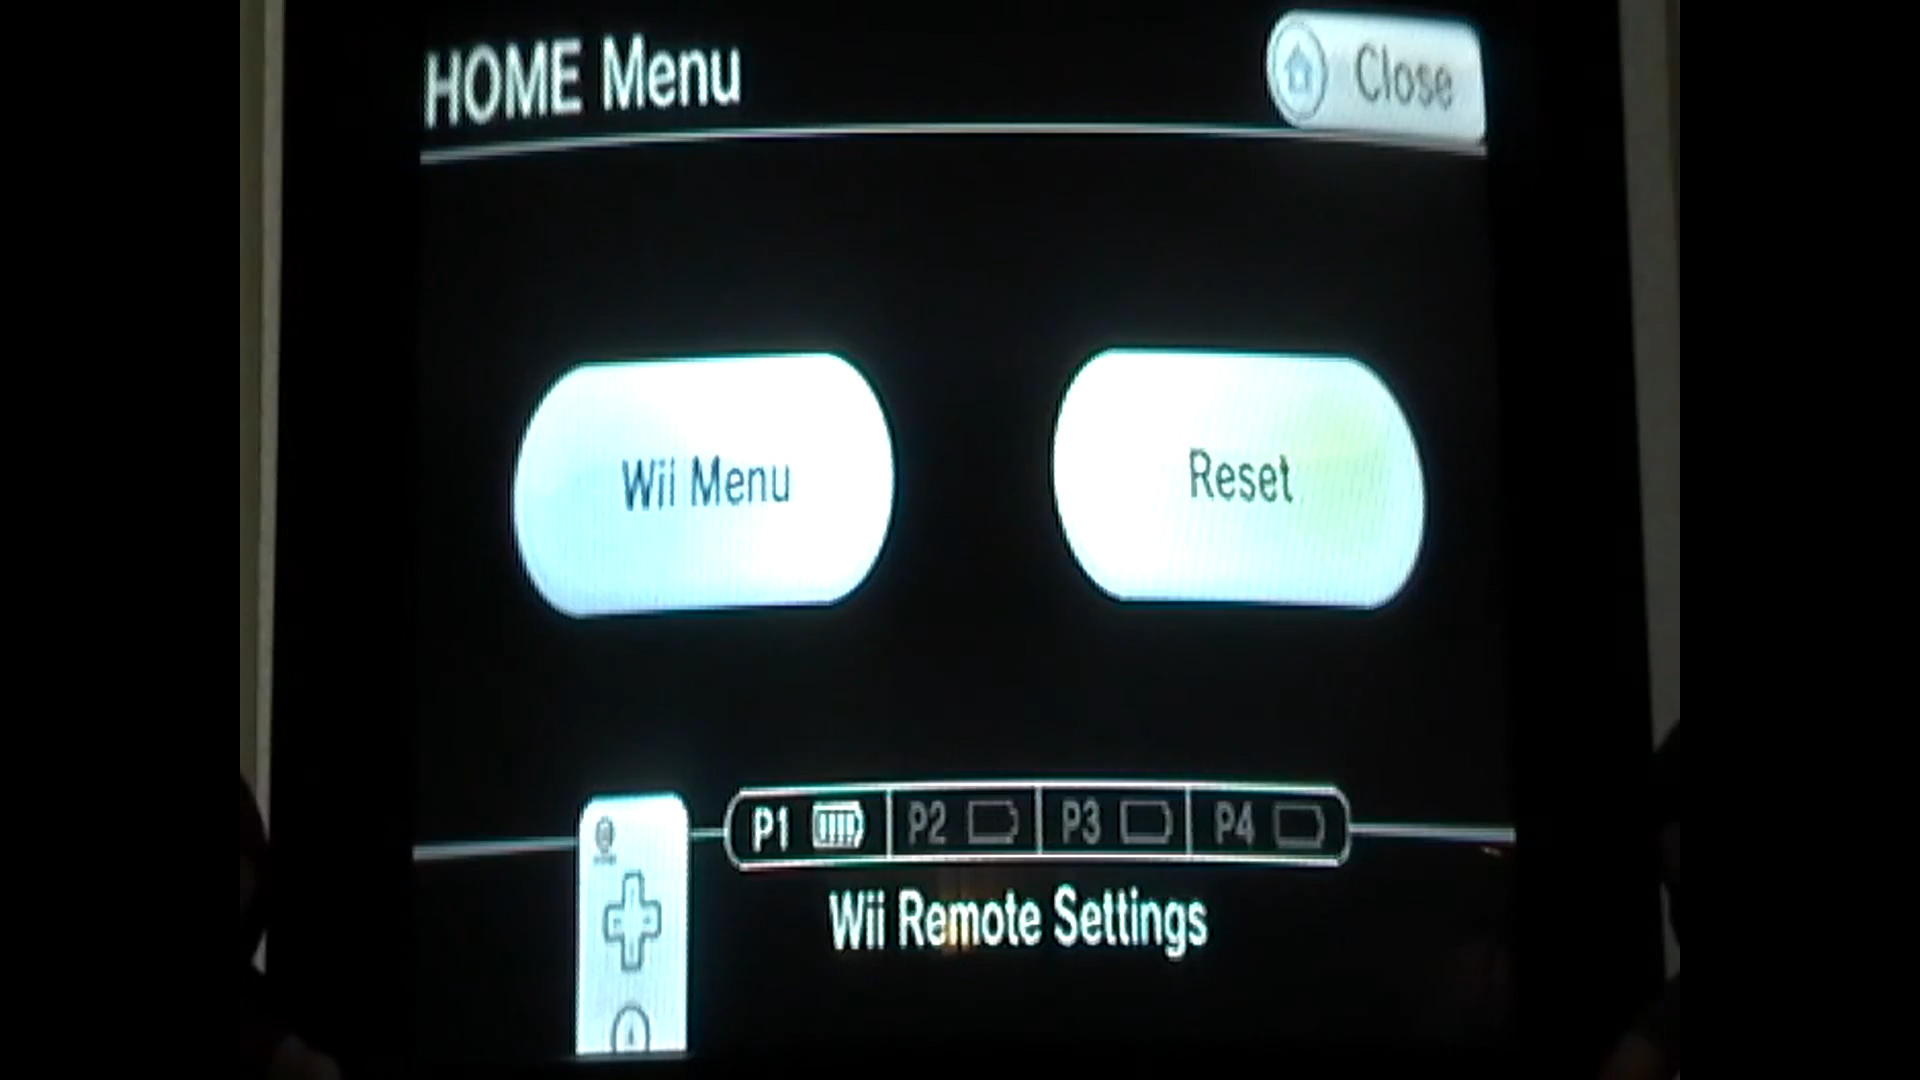 HOME Menu
Close
Wii Menu
Reset
P1 P2 P3 P4
Wii Remote Settings